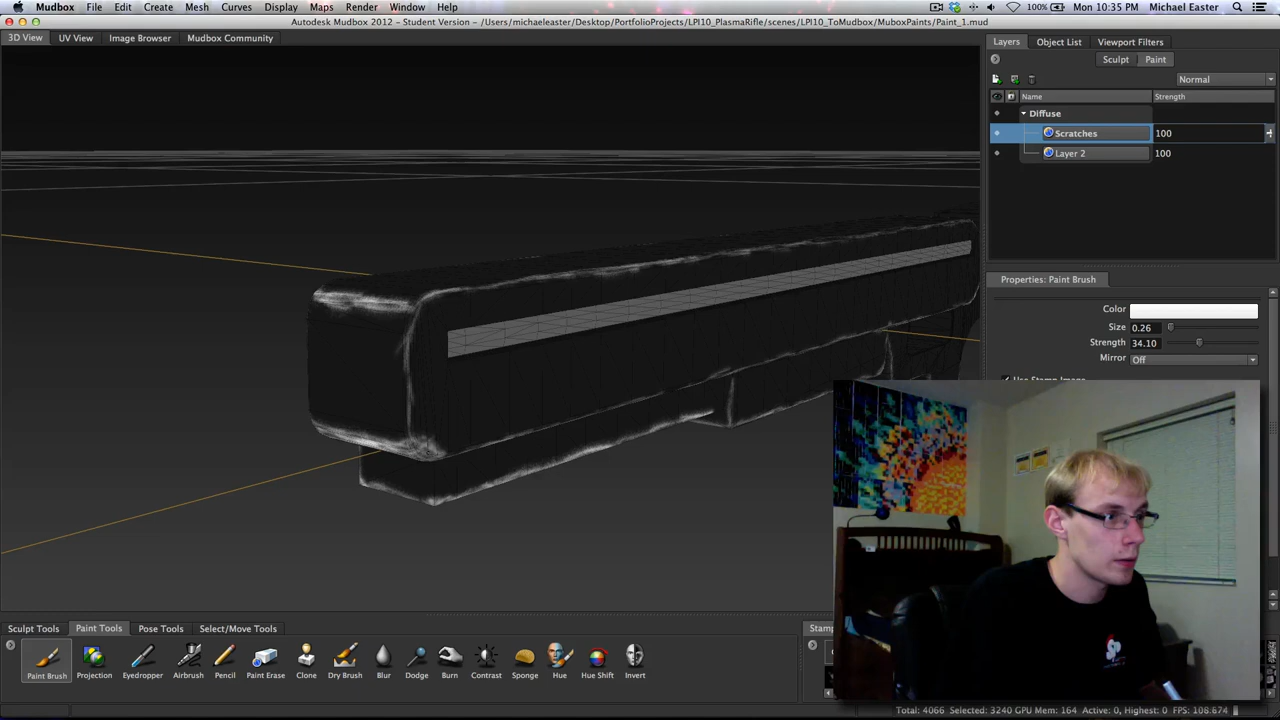 Mudbox File Edit Create Mesh Curves Display Maps Render Window Help 100% Mon 10:35 PM Michael Easter
Autodesk Mudbox 2012 - Student Version - /Users/michaeleaster/Desktop/PortfolioProjects/LPI10_PlasmaRifle/scenes/LPI10_ToMudbox/MuboxPaints/Paint_1.mud
3D View UV View Image Browser Mudbox Community
Layers Object List Viewport Filters
Sculpt Paint
Normal
Name Strength
Diffuse
Scratches 100
Layer 2 100
Properties: Paint Brush
Color
Size 0.26
Strength 34.10
Mirror Off
Use Stamp Image
Sculpt Tools Paint Tools Pose Tools Select/Move Tools
Stamp
Paint Brush Projection Eyedropper Airbrush Pencil Paint Erase Clone Dry Brush Blur Dodge Burn Contrast Sponge Hue Hue Shift Invert
Total: 4066 Selected: 3240 GPU Mem: 164 Active: 0, Highest: 0 FPS: 108.674